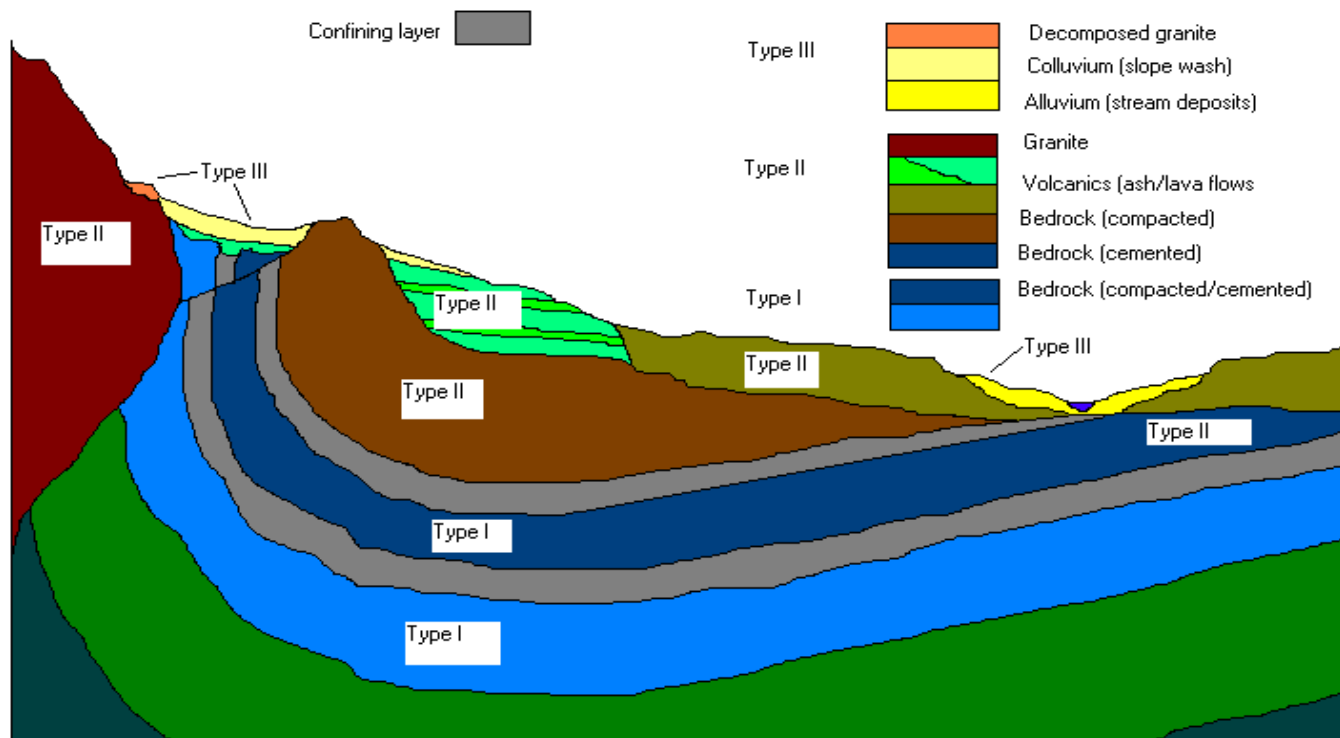 Confining layer
Type III
Decomposed granite
Colluvium (slope wash)
Alluvium (stream deposits)
Type II
Granite
Volcanics (ash/lava flows
Bedrock (compacted)
Bedrock (cemented)
Type I
Bedrock (compacted/cemented)
Type III
Type II
Type II
Type III
Type II
Type II
Type II
Type I
Type I